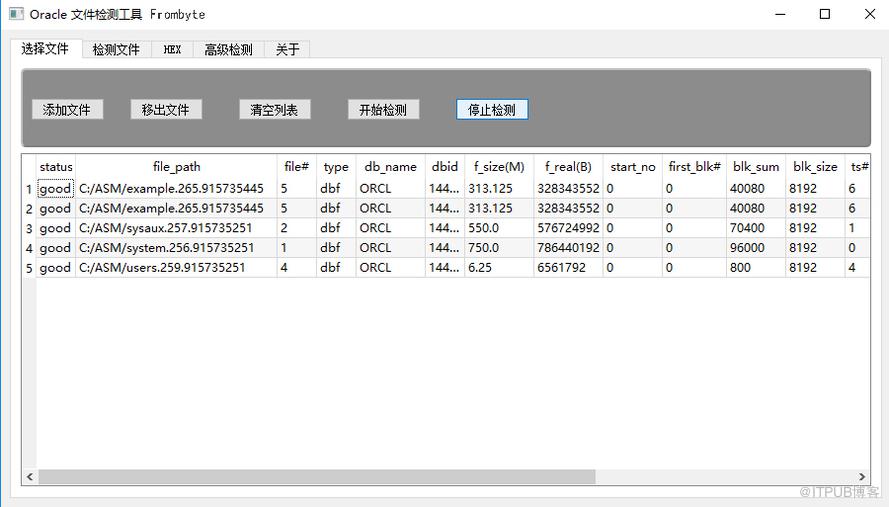 Oracle 文件检测工具 Frombyte
选择文件 检测文件 HEX 高级检测 关于
添加文件 移出文件 清空列表 开始检测 停止检测
status file_path file# type db_name dbid f_size(M) f_real(B) start_no first_blk# blk_sum blk_size ts#
1 good C:/ASM/example.265.915735445 5 dbf ORCL 144... 313.125 328343552 0 0 40080 8192 6
2 good C:/ASM/example.265.915735445 5 dbf ORCL 144... 313.125 328343552 0 0 40080 8192 6
3 good C:/ASM/sysaux.257.915735251 2 dbf ORCL 144... 550.0 576724992 0 0 70400 8192 1
4 good C:/ASM/system.256.915735251 1 dbf ORCL 144... 750.0 786440192 0 0 96000 8192 0
5 good C:/ASM/users.259.915735251 4 dbf ORCL 144... 6.25 6561792 0 0 800 8192 4
@ITPUB博客